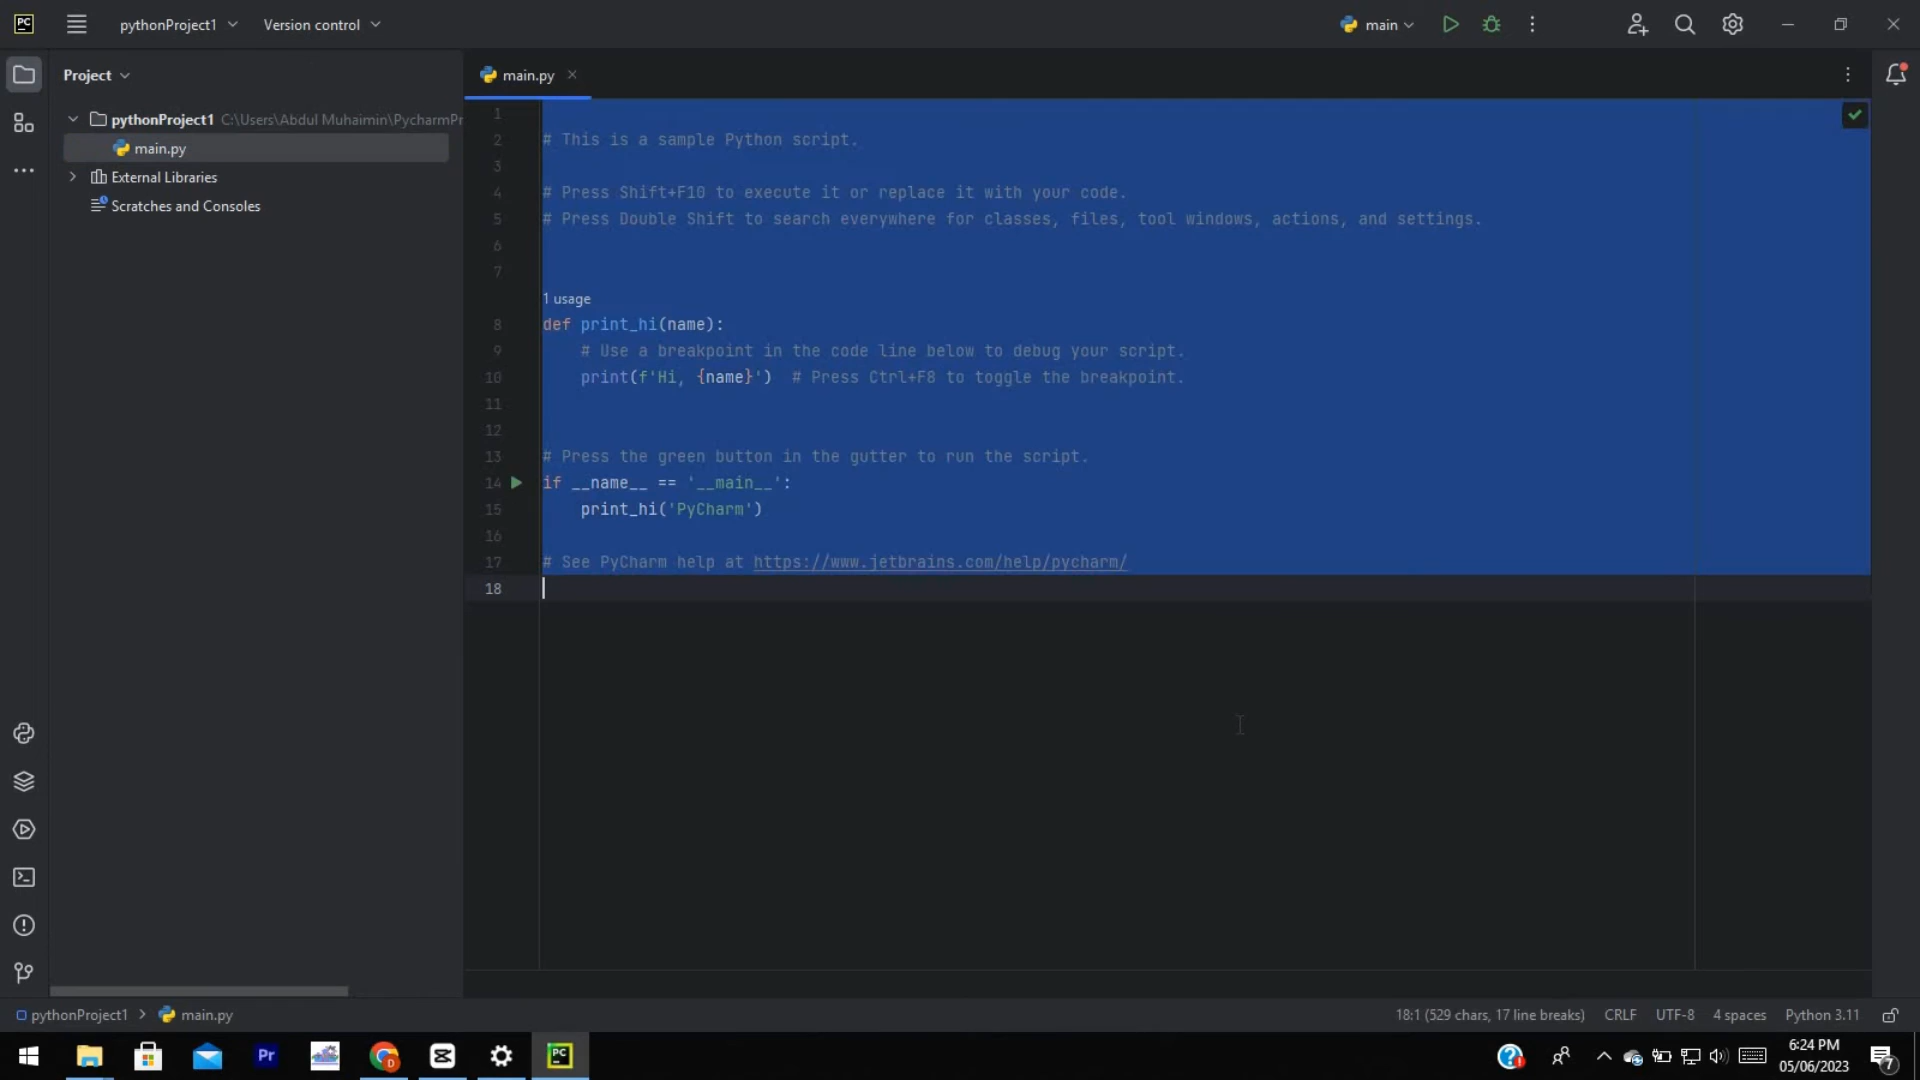 PC pythonProject1 Version control main
Project
main.py
pythonProject1 C:\Users\Abdul Muhaimin\PycharmPr
main.py
External Libraries
Scratches and Consoles
1
2 # This is a sample Python script.
3
4 # Press Shift+F10 to execute it or replace it with your code.
5 # Press Double Shift to search everywhere for classes, files, tool windows, actions, and settings.
6
7
1 usage
8 def print_hi(name):
9 # Use a breakpoint in the code line below to debug your script.
10 print(f'Hi, {name}') # Press Ctrl+F8 to toggle the breakpoint.
11
12
13 # Press the green button in the gutter to run the script.
14 if __name__ == '__main__':
15 print_hi('PyCharm')
16
17 # See PyCharm help at https://www.jetbrains.com/help/pycharm/
18
pythonProject1 > main.py 18:1 (529 chars, 17 line breaks) CRLF UTF-8 4 spaces Python 3.11
Pr PC 6:24 PM
05/06/2023 7